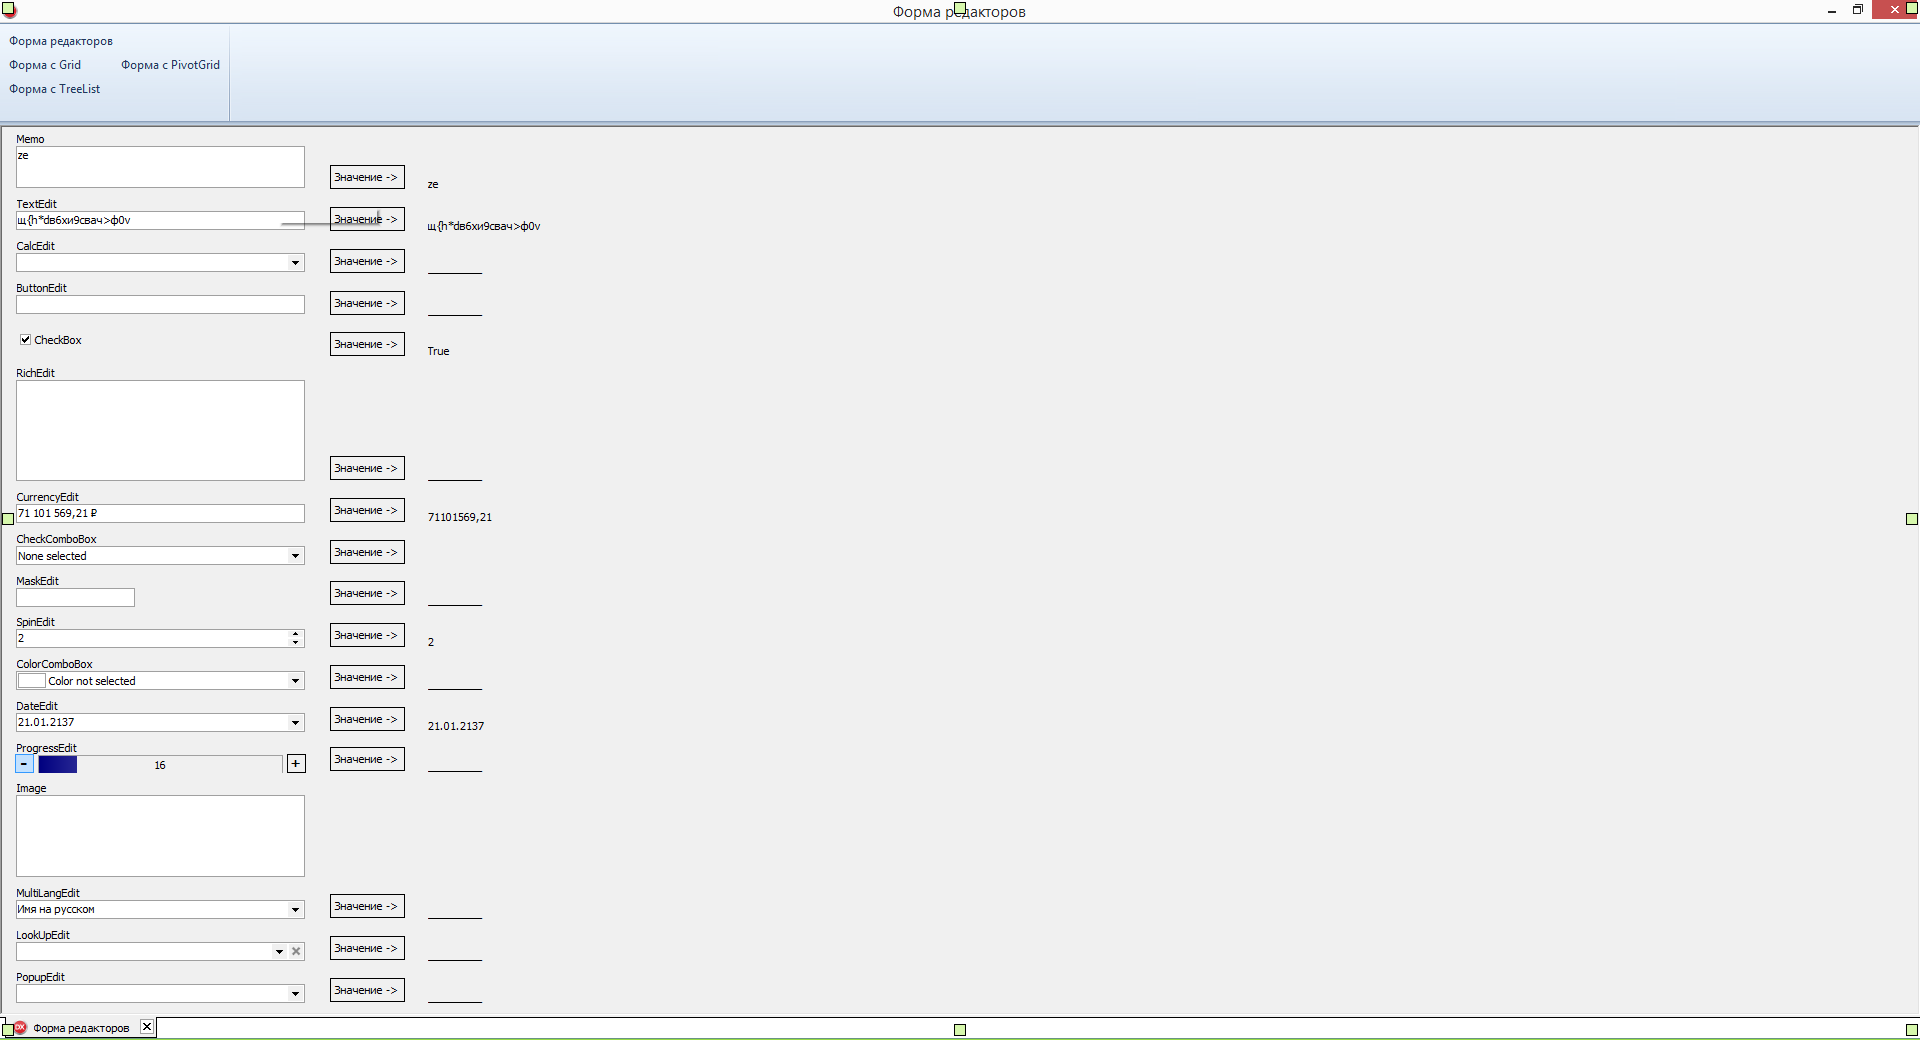 Форма редакторов
Форма редакторов
Форма с Grid Форма с PivotGrid
Форма с TreeList
Memo
ze
Значение -> ze
TextEdit
щ{h*dв6хи9свач>ф0v Значение -> щ{h*dв6хи9свач>ф0v
CalcEdit
Значение ->
ButtonEdit
Значение ->
CheckBox Значение -> True
RichEdit
Значение ->
CurrencyEdit
71 101 569,21 ₽ Значение -> 71101569,21
CheckComboBox
None selected Значение ->
MaskEdit
Значение ->
SpinEdit
2 Значение -> 2
ColorComboBox
Color not selected Значение ->
DateEdit
21.01.2137 Значение -> 21.01.2137
ProgressEdit
- 16 + Значение ->
Image
MultiLangEdit
Имя на русском Значение ->
LookUpEdit
Значение ->
PopupEdit
Значение ->
DX Форма редакторов